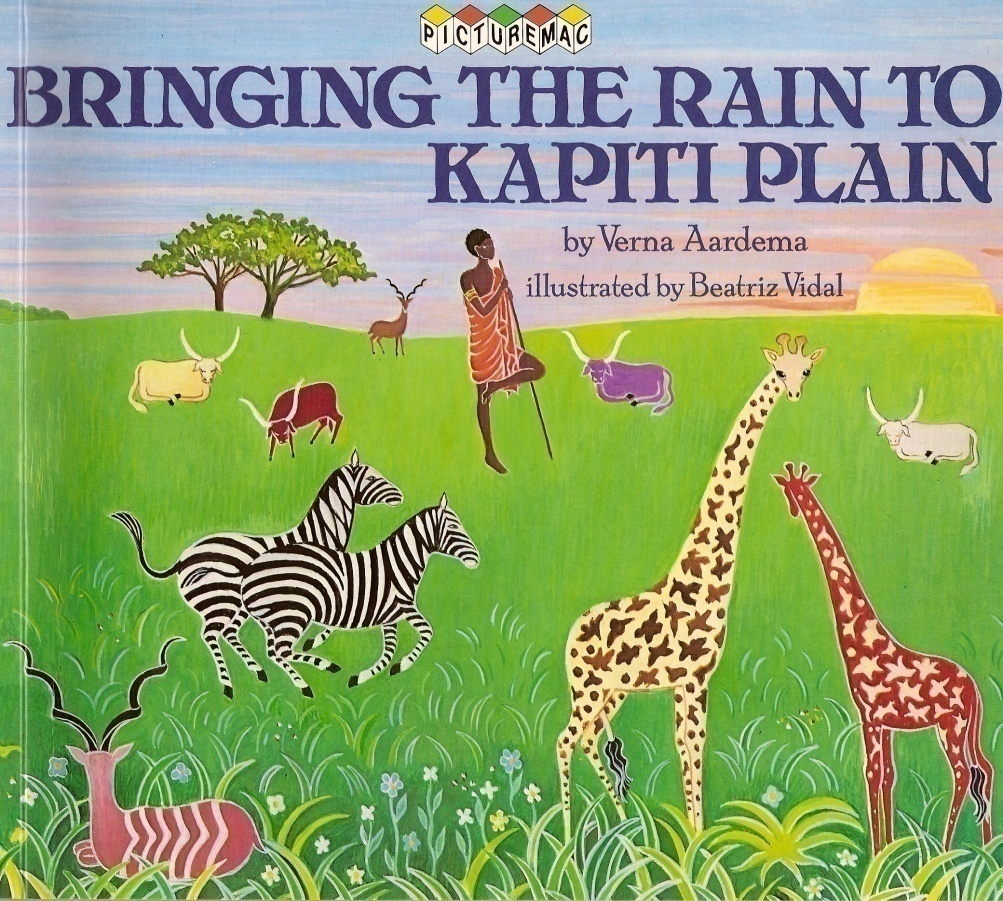 PICTUREMAC
BRINGING THE RAIN TO
KAPITI PLAIN
by Verna Aardema
illustrated by Beatriz Vidal